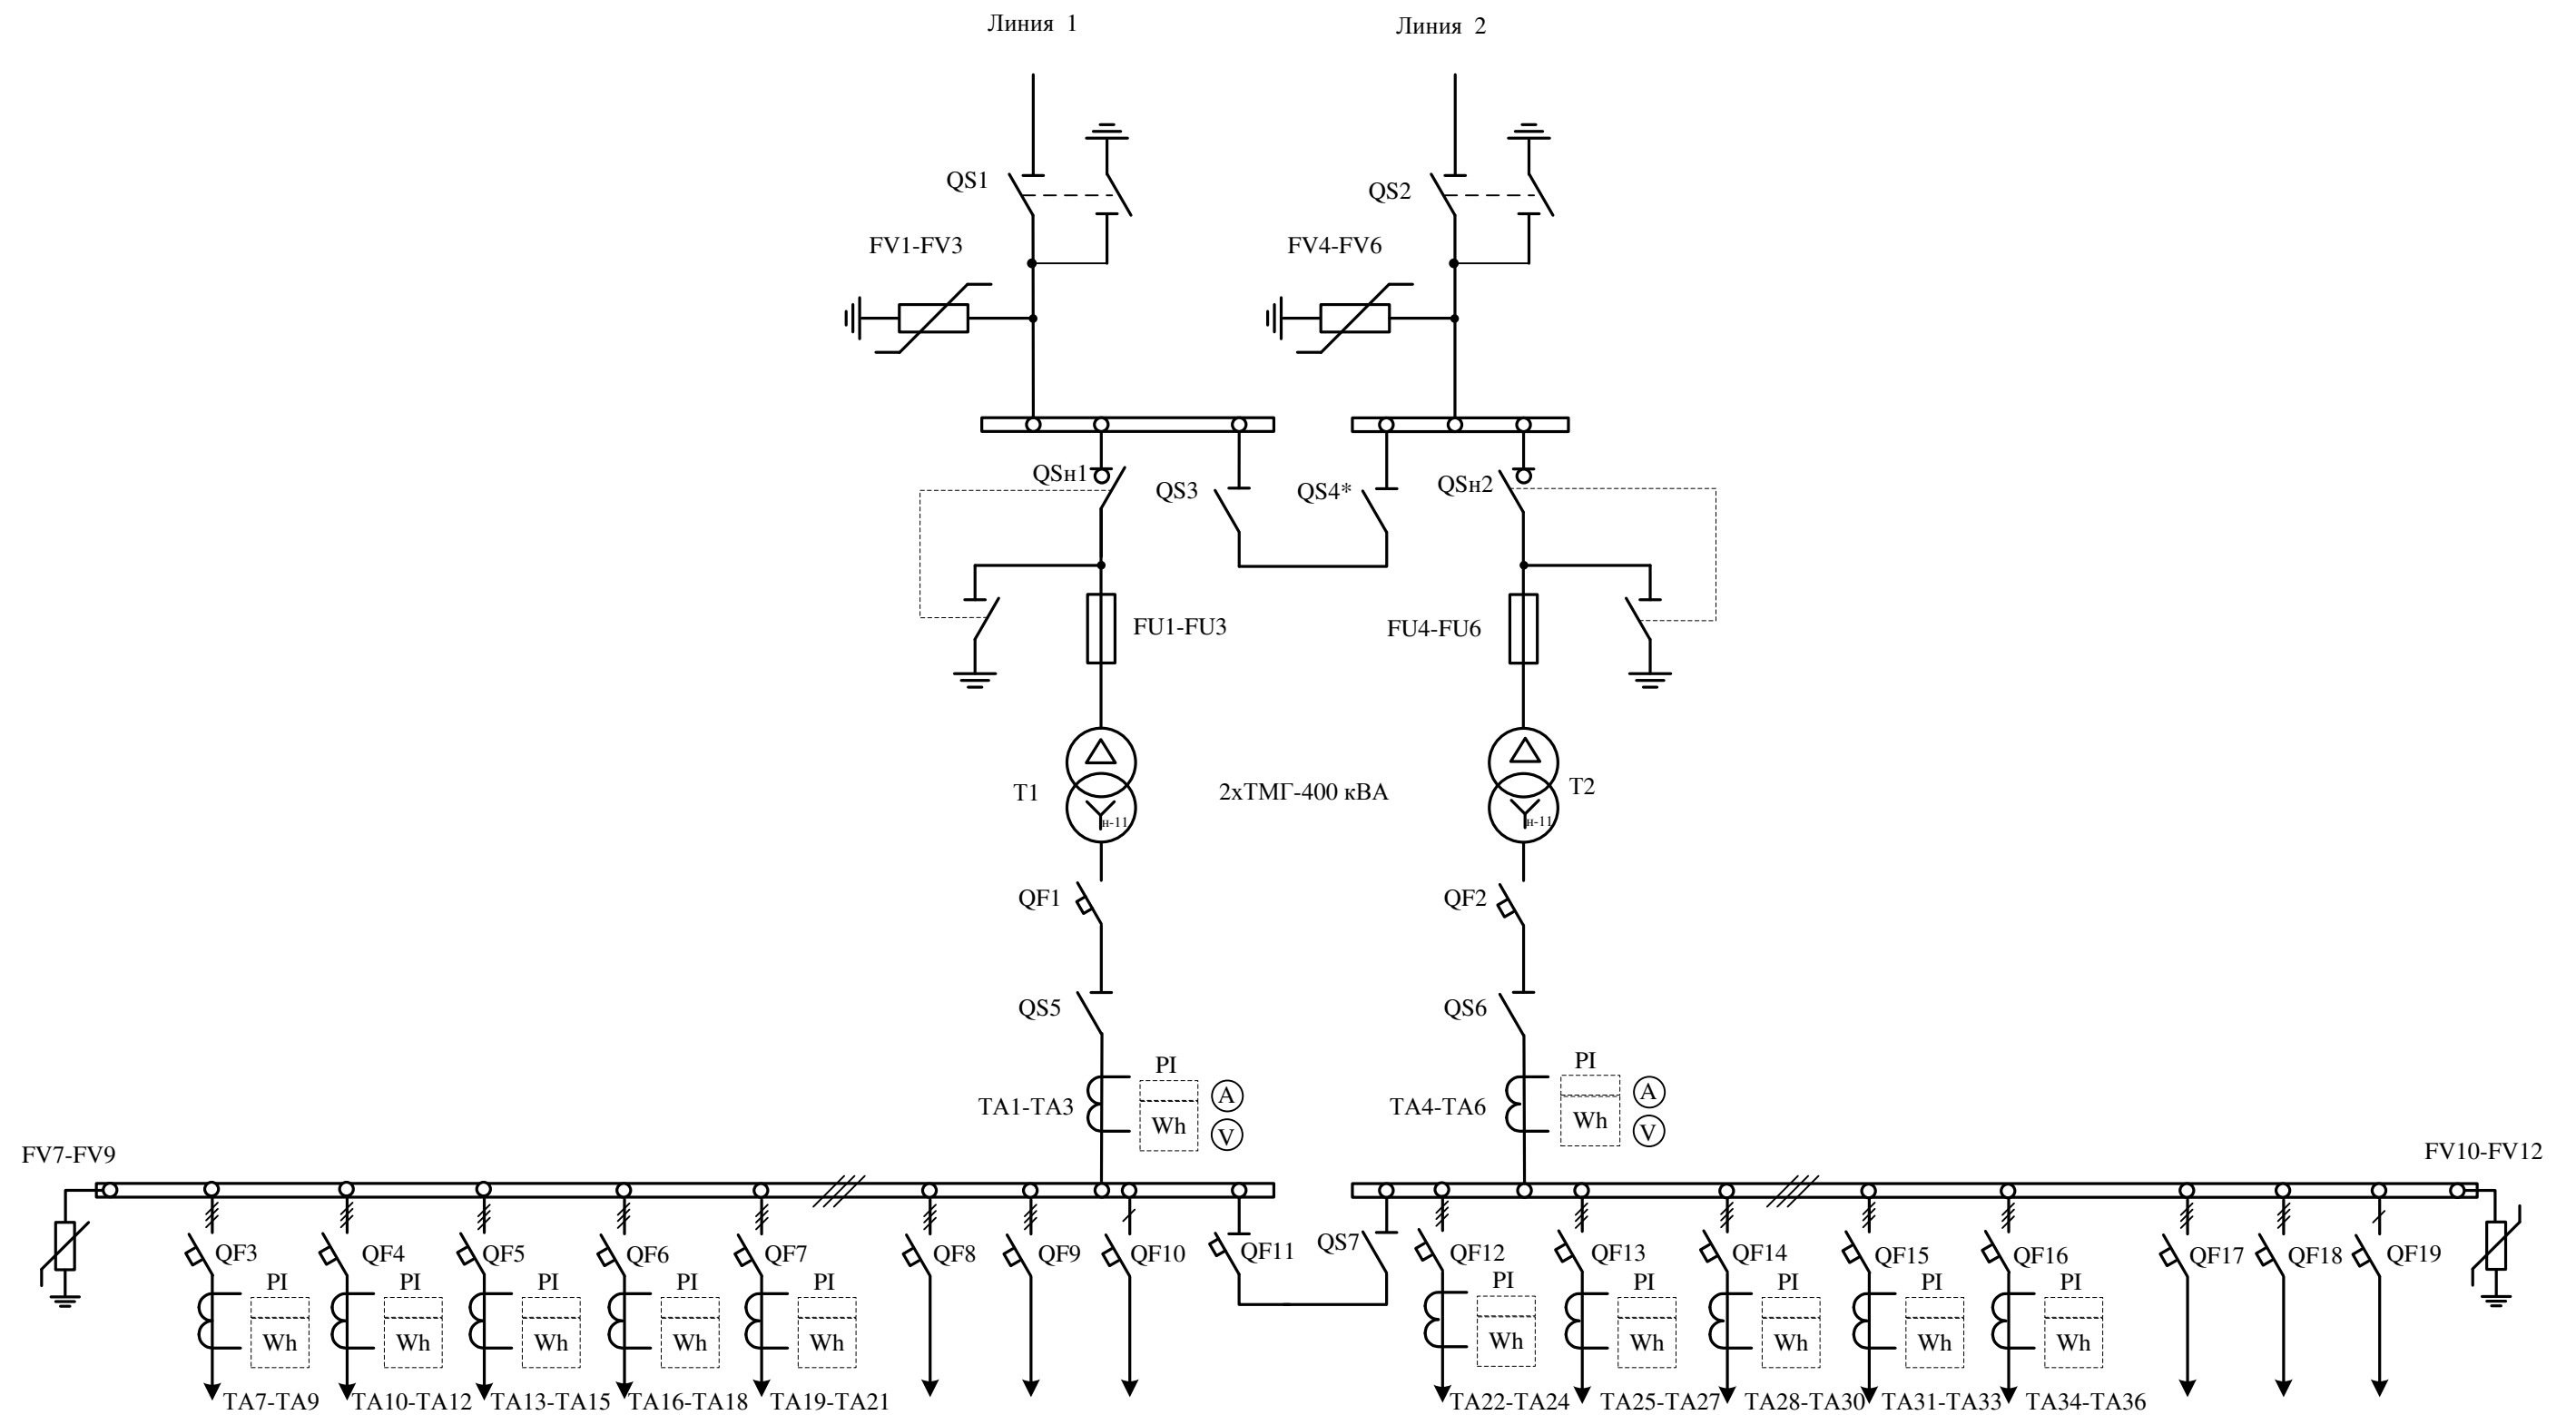 Линия 1
Линия 2
QS1
QS2
FV1-FV3
FV4-FV6
QSн1
QS3
QS4*
QSн2
FU1-FU3
FU4-FU6
Т1
н-11
2хТМГ-400 кВА
н-11
Т2
QF1
QF2
QS5
QS6
PI
PI
TA1-TA3
Wh
A
V
TA4-TA6
Wh
A
V
FV7-FV9
FV10-FV12
QF3
QF4
QF5
QF6
QF7
QF8
QF9
QF10
QF11
QS7
QF12
QF13
QF14
QF15
QF16
QF17
QF18
QF19
PI
PI
PI
PI
PI
PI
PI
PI
PI
PI
Wh
Wh
Wh
Wh
Wh
Wh
Wh
Wh
Wh
Wh
TA7-TA9
TA10-TA12
TA13-TA15
TA16-TA18
TA19-TA21
TA22-TA24
TA25-TA27
TA28-TA30
TA31-TA33
TA34-TA36